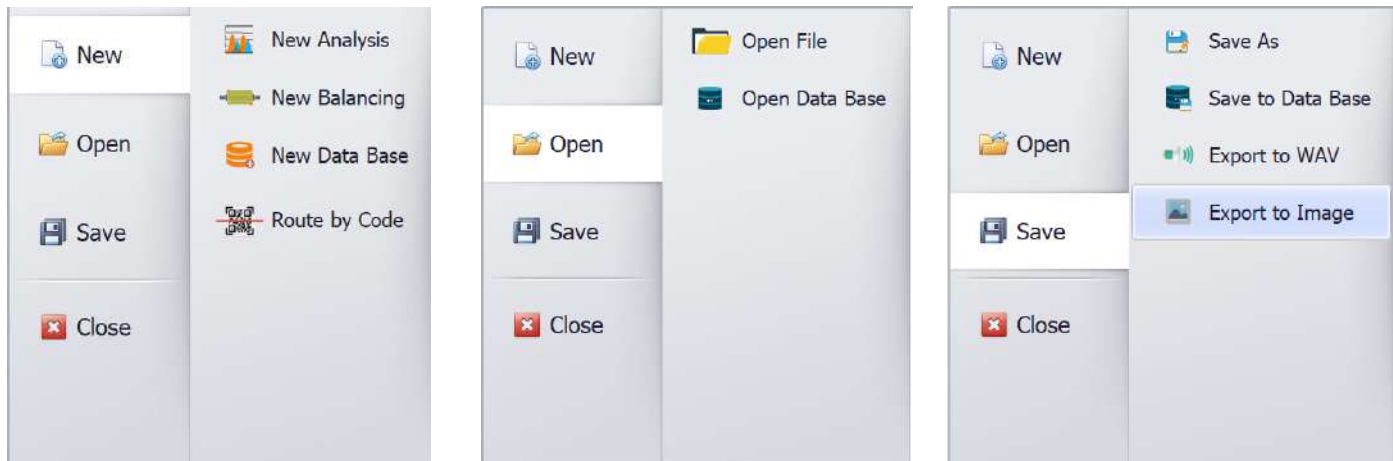 New
Open
Save
Close
New Analysis
New Balancing
New Data Base
Route by Code
New
Open
Save
Close
Open File
Open Data Base
New
Open
Save
Close
Save As
Save to Data Base
Export to WAV
Export to Image